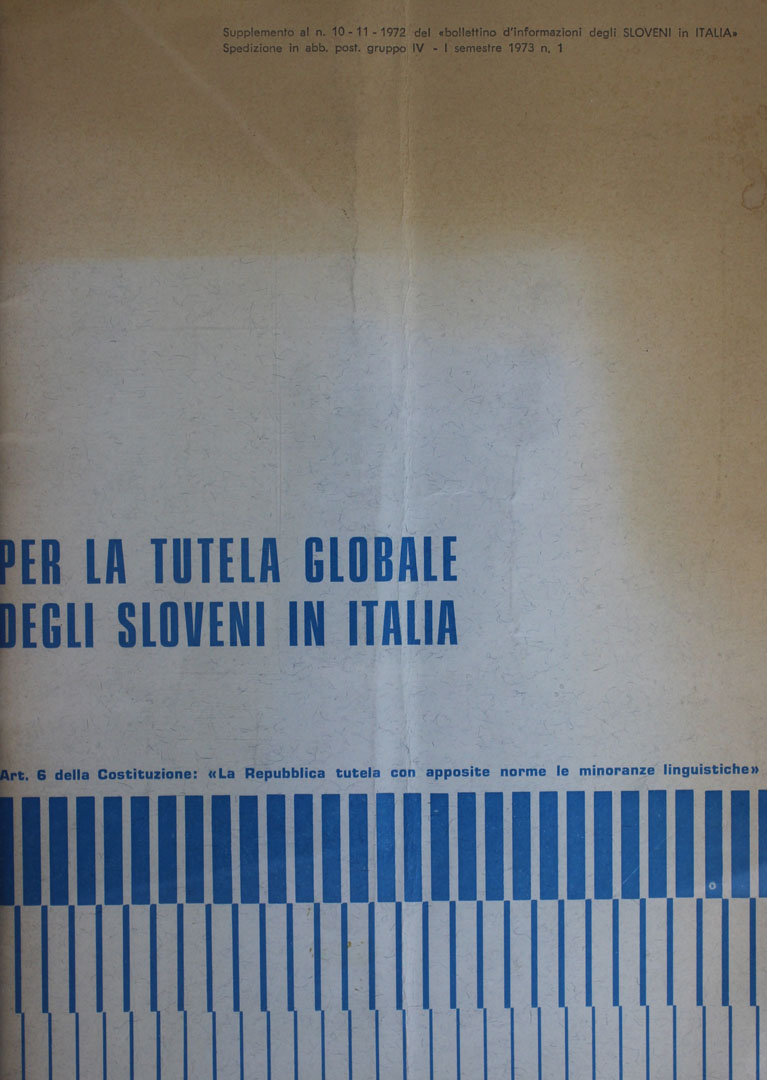 Supplemento al n. 10 - 11 - 1972 del «bollettino d'informazioni degli SLOVENI in ITALIA»
Spedizione in abb. post. gruppo IV - I semestre 1973 n. 1
PER LA TUTELA GLOBALE
DEGLI SLOVENI IN ITALIA
Art. 6 della Costituzione: «La Repubblica tutela con apposite norme le minoranze linguistiche»